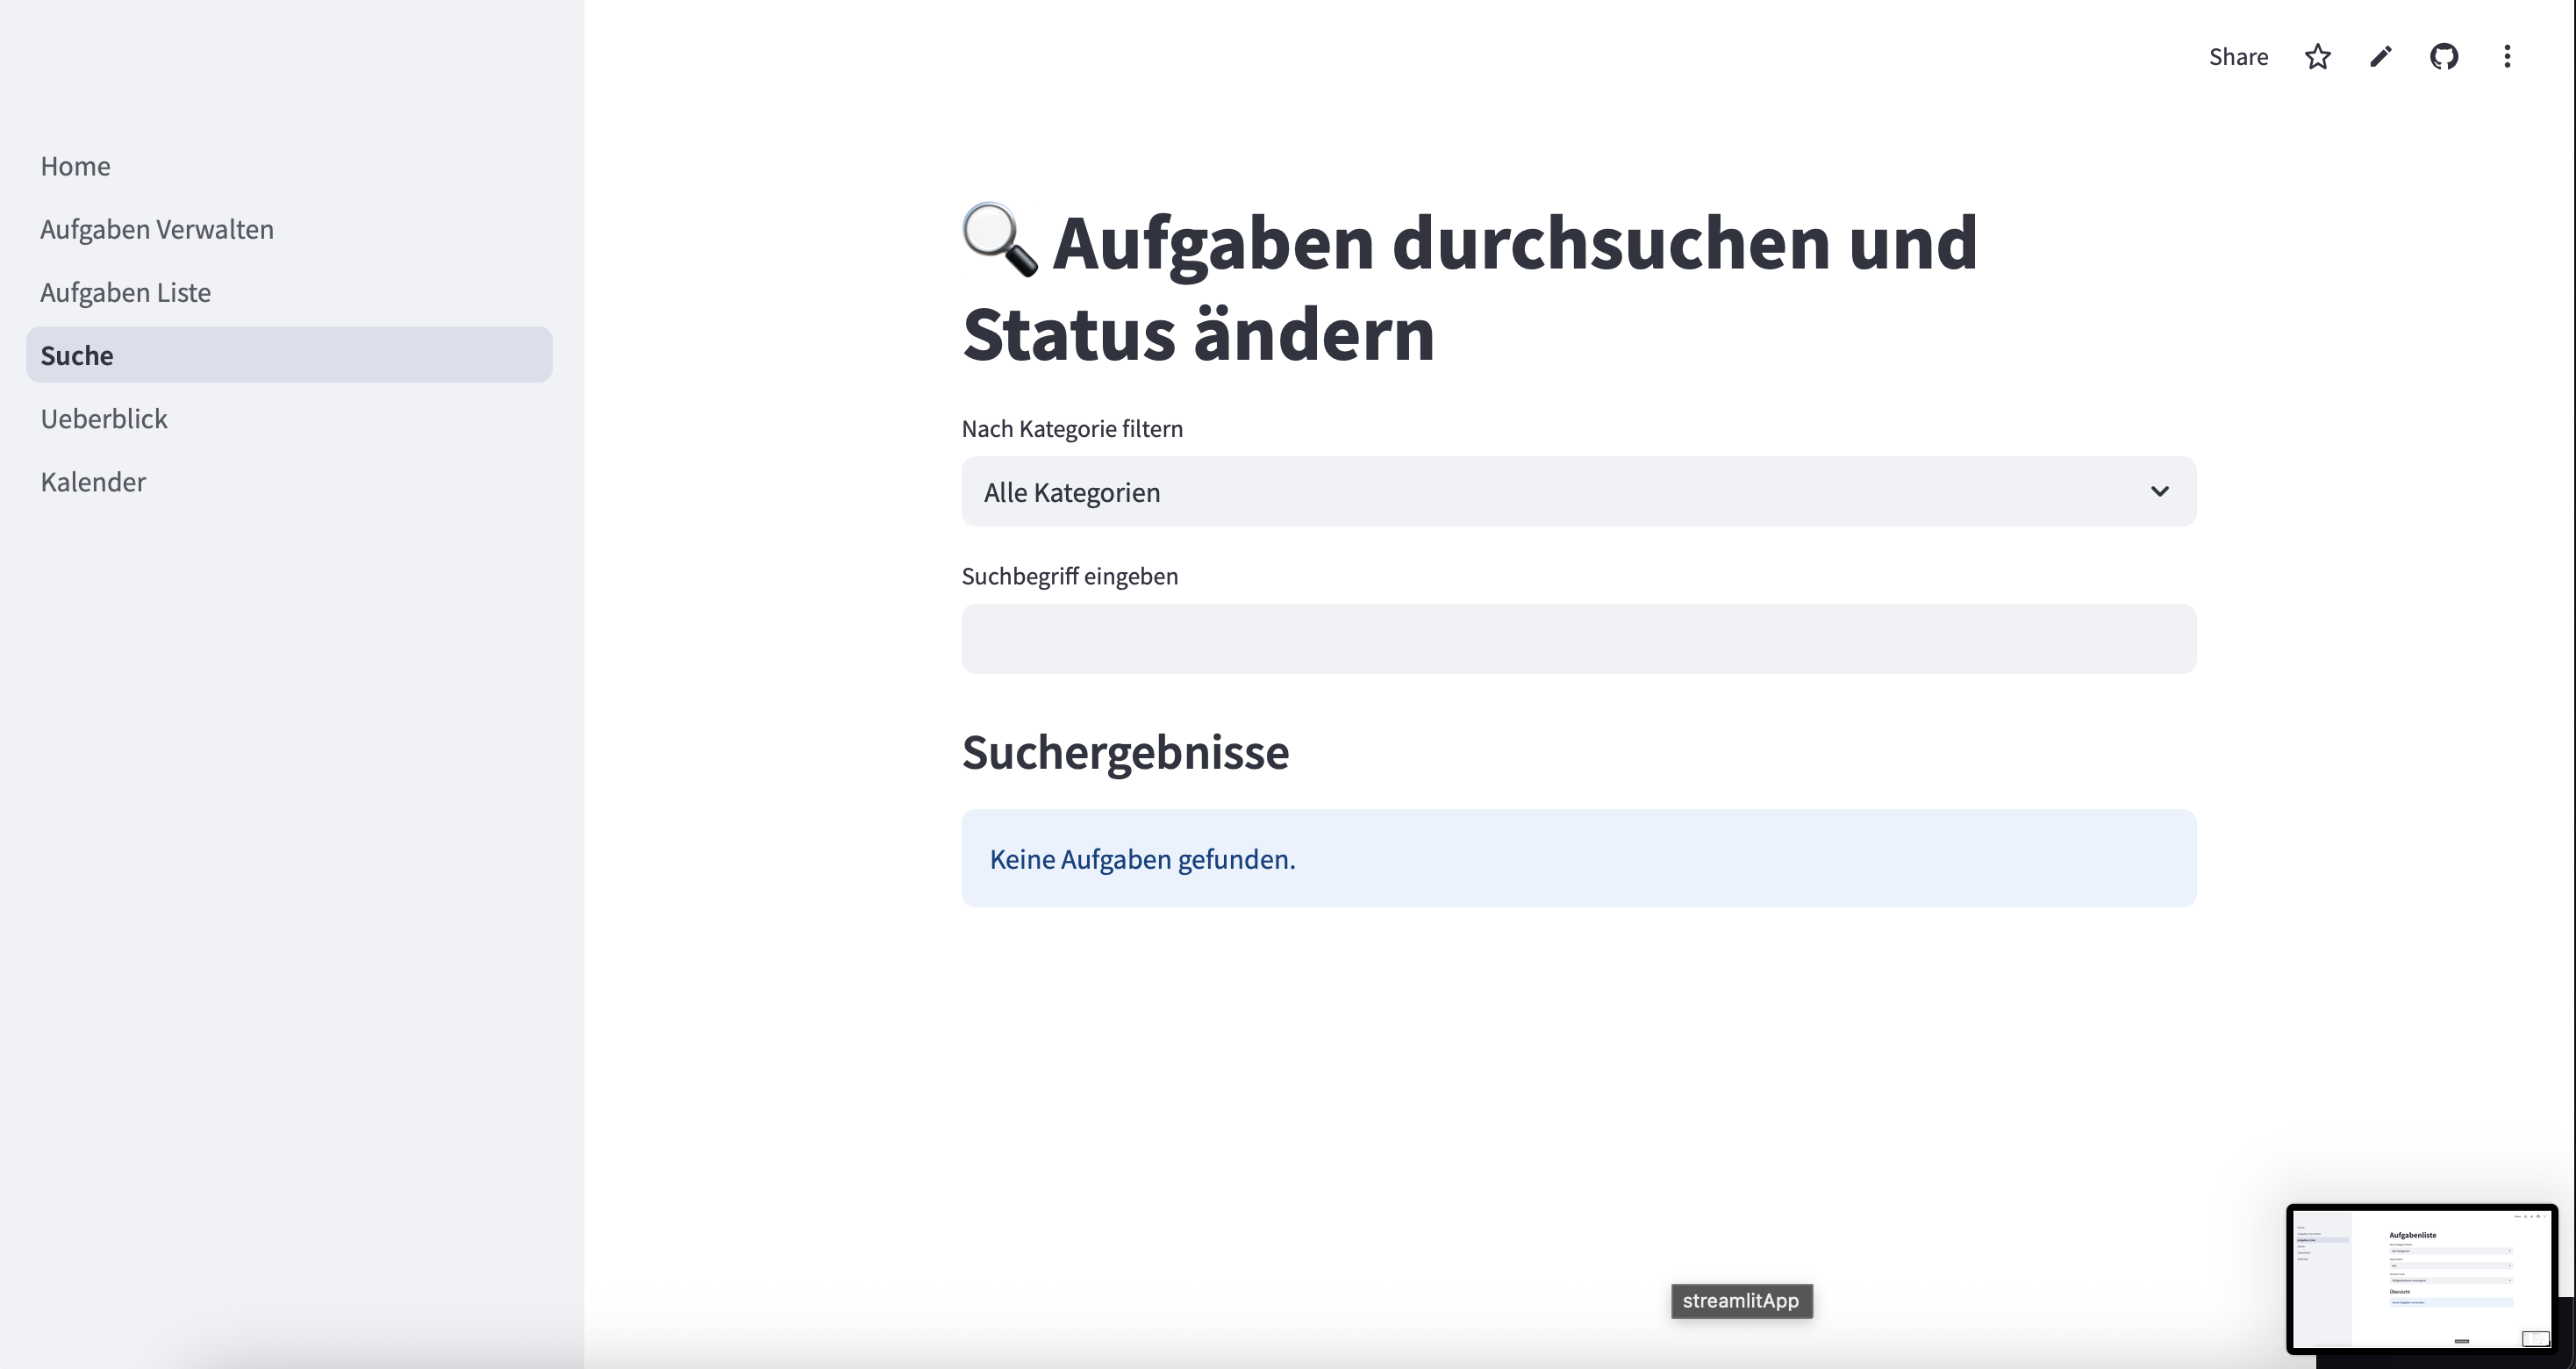 Share
Home
Aufgaben Verwalten
Aufgaben Liste
Suche
Ueberblick
Kalender
Aufgaben durchsuchen und
Status ändern
Nach Kategorie filtern
Alle Kategorien
Suchbegriff eingeben
Suchergebnisse
Keine Aufgaben gefunden.
streamlitApp
Aufgabenliste
Übersicht